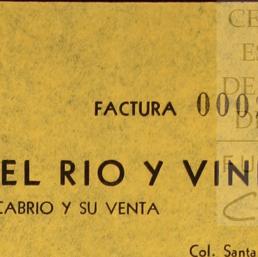 FACTURA 000
EL RIO Y VIN
CABRIO Y SU VENTA
Col. Santa